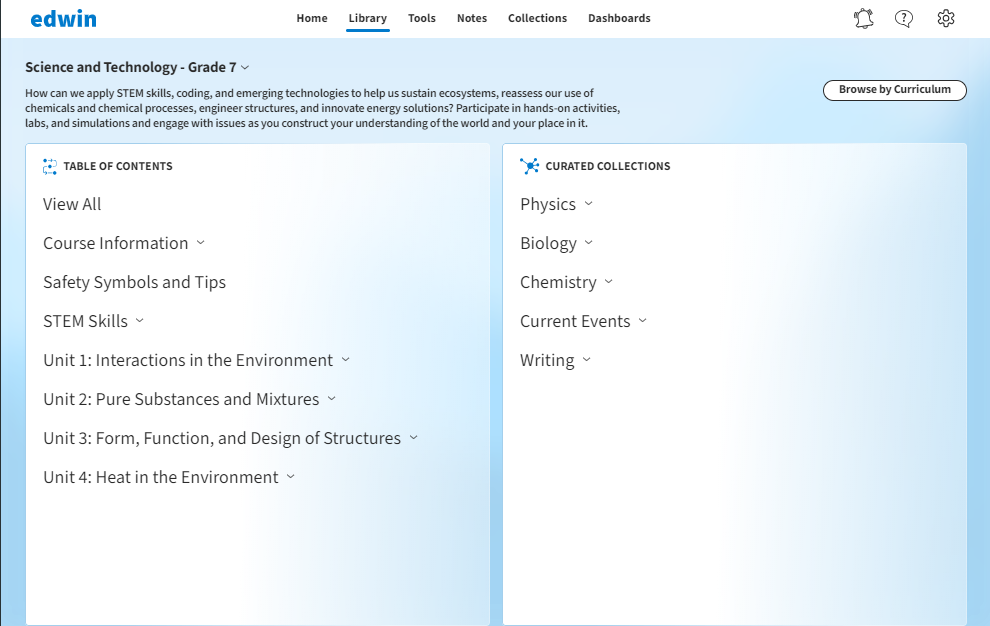 edwin
Home Library Tools Notes Collections Dashboards
Science and Technology - Grade 7
How can we apply STEM skills, coding, and emerging technologies to help us sustain ecosystems, reassess our use of
chemicals and chemical processes, engineer structures, and innovate energy solutions? Participate in hands-on activities,
labs, and simulations and engage with issues as you construct your understanding of the world and your place in it.
Browse by Curriculum
TABLE OF CONTENTS
View All
Course Information
Safety Symbols and Tips
STEM Skills
Unit 1: Interactions in the Environment
Unit 2: Pure Substances and Mixtures
Unit 3: Form, Function, and Design of Structures
Unit 4: Heat in the Environment
CURATED COLLECTIONS
Physics
Biology
Chemistry
Current Events
Writing